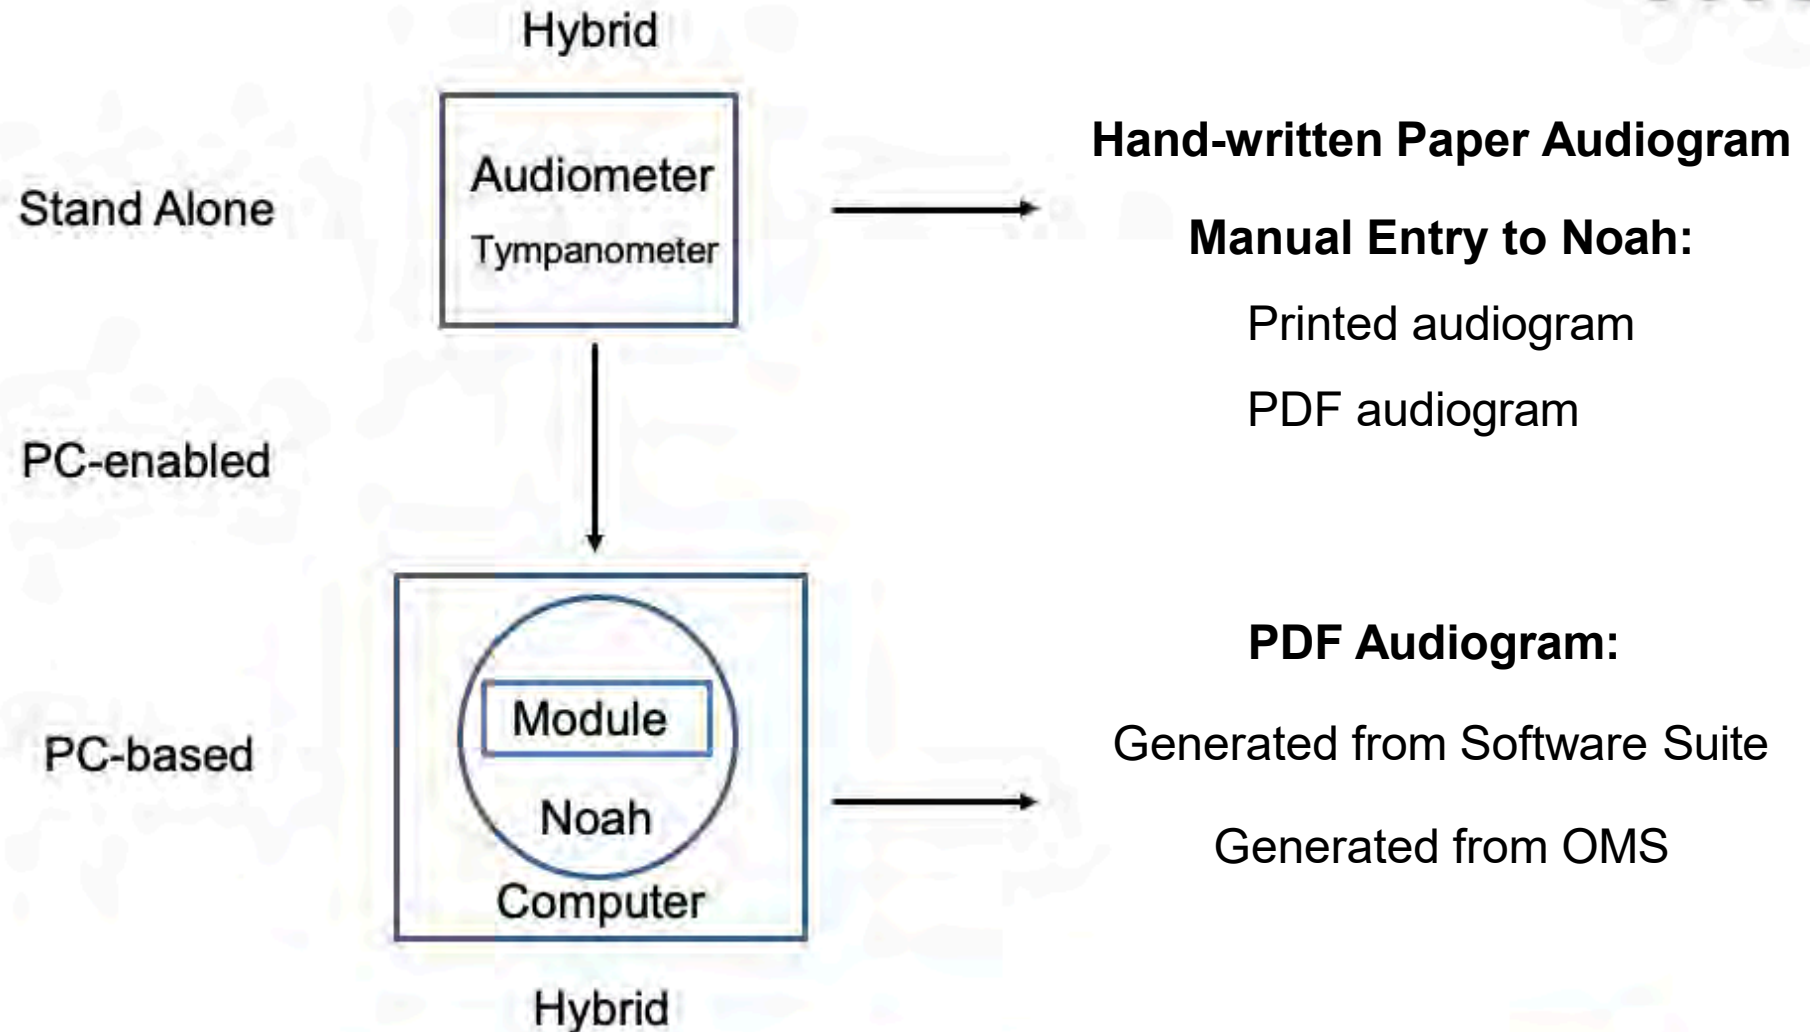 Hybrid
Stand Alone
Audiometer
Tympanometer
Hand-written Paper Audiogram
Manual Entry to Noah:
Printed audiogram
PDF audiogram
PC-enabled
PC-based
Module
Noah
Computer
Hybrid
PDF Audiogram:
Generated from Software Suite
Generated from OMS